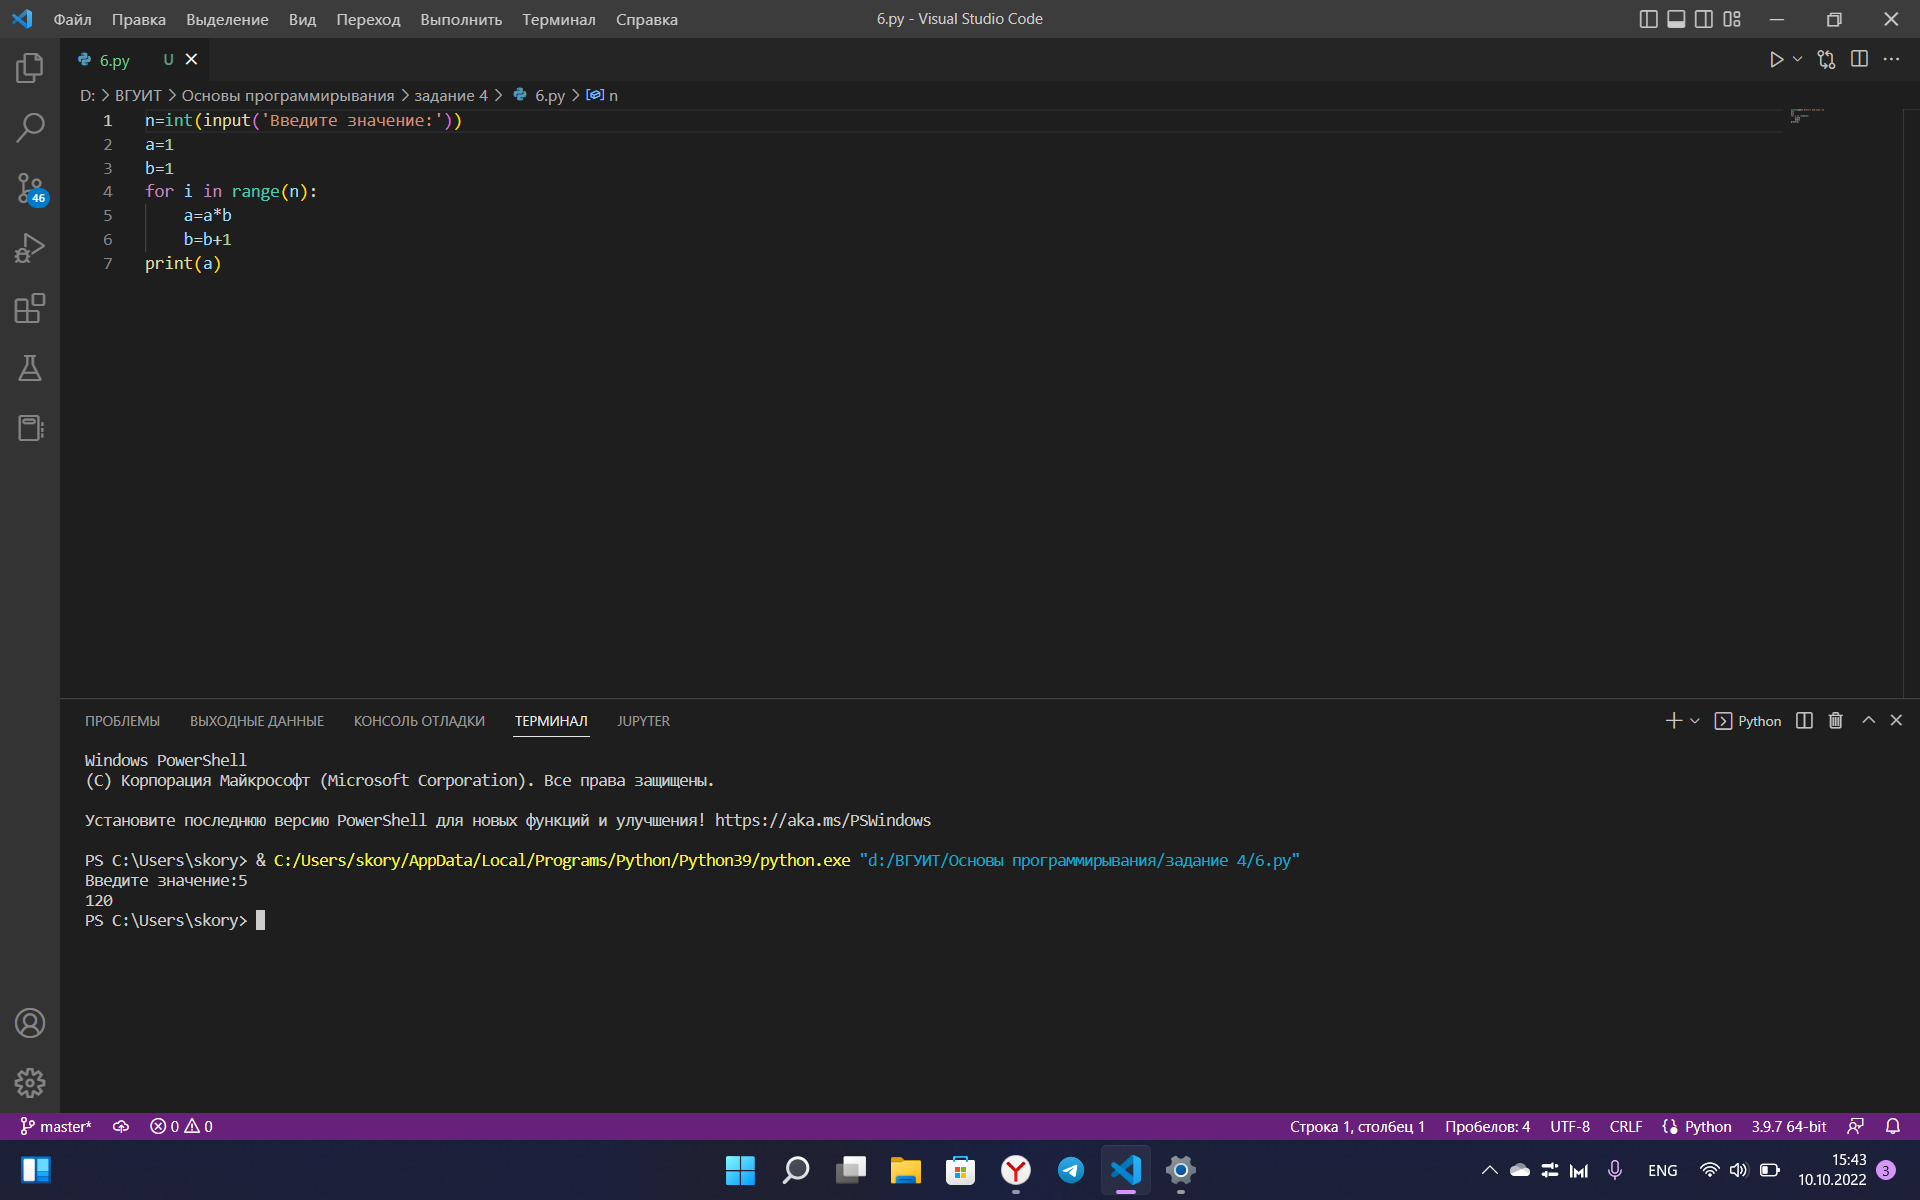 Файл Правка Выделение Вид Переход Выполнить Терминал Справка 6.py - Visual Studio Code
6.py U
D: > ВГУИТ > Основы программирывания > задание 4 > 6.py > n
1 n=int(input('Введите значение:'))
2 a=1
3 b=1
4 for i in range(n):
5 a=a*b
6 b=b+1
7 print(a)
46
ПРОБЛЕМЫ ВЫХОДНЫЕ ДАННЫЕ КОНСОЛЬ ОТЛАДКИ ТЕРМИНАЛ JUPYTER Python
Windows PowerShell
(C) Корпорация Майкрософт (Microsoft Corporation). Все права защищены.
Установите последнюю версию PowerShell для новых функций и улучшения! https://aka.ms/PSWindows
PS C:\Users\skory> & C:/Users/skory/AppData/Local/Programs/Python/Python39/python.exe "d:/ВГУИТ/Основы программирывания/задание 4/6.py"
Введите значение:5
120
PS C:\Users\skory>
master* 0 0 Строка 1, столбец 1 Пробелов: 4 UTF-8 CRLF Python 3.9.7 64-bit
ENG 15:43
10.10.2022 3